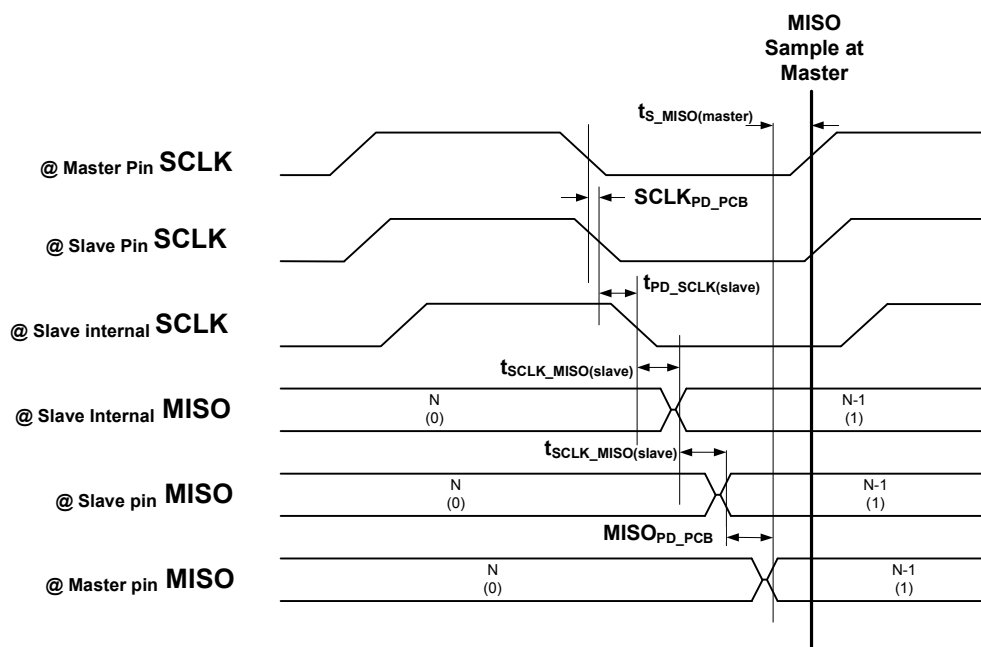 MISO
Sample at
Master
tS_MISO(master)
@ Master Pin SCLK
SCLKPD_PCB
@ Slave Pin SCLK
tPD_SCLK(slave)
@ Slave internal SCLK
tSCLK_MISO(slave)
@ Slave Internal MISO
N
(0)
N-1
(1)
tSCLK_MISO(slave)
@ Slave pin MISO
N
(0)
N-1
(1)
MISOPD_PCB
@ Master pin MISO
N
(0)
N-1
(1)